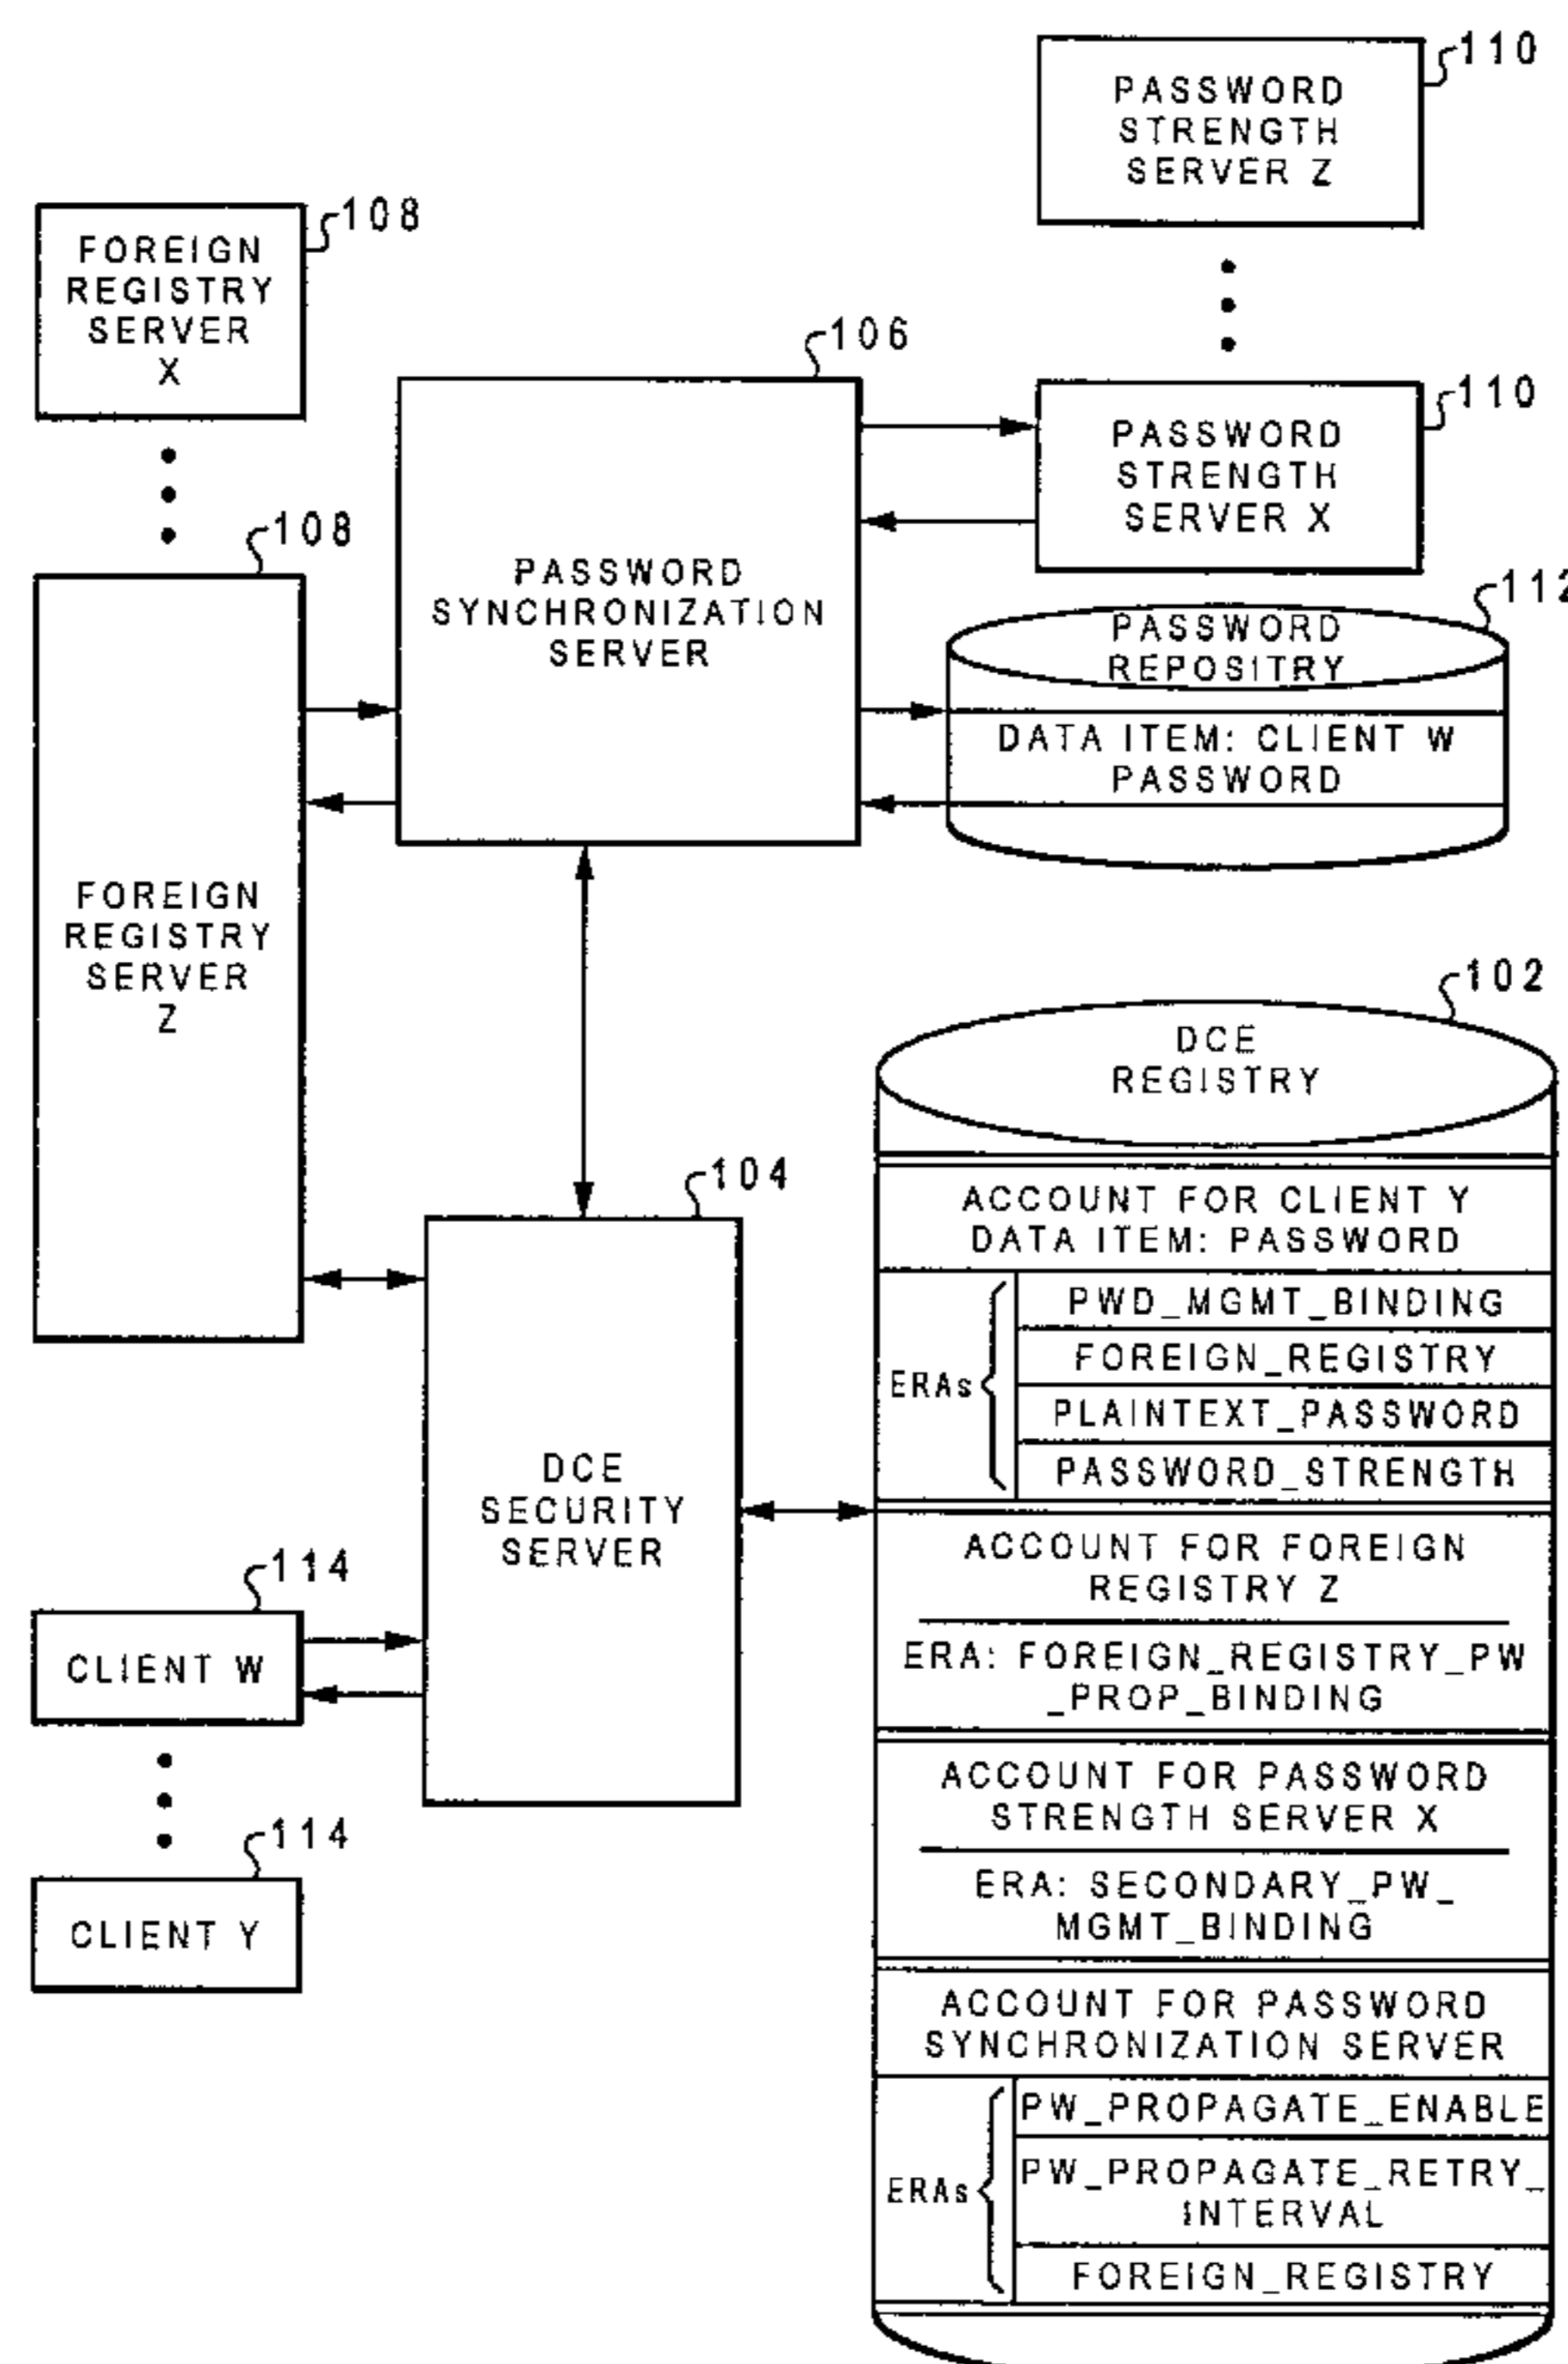 110
PASSWORD
STRENGTH
SERVER Z
108
FOREIGN
REGISTRY
SERVER
X
106
110
PASSWORD
STRENGTH
SERVER X
108
PASSWORD
SYNCHRONIZATION
SERVER
112
PASSWORD
REPOSITRY
DATA ITEM: CLIENT W
PASSWORD
FOREIGN
REGISTRY
SERVER
Z
102
DCE
REGISTRY
104
ACCOUNT FOR CLIENT Y
DATA ITEM: PASSWORD
ERAs
PWD_MGMT_BINDING
FOREIGN_REGISTRY
PLAINTEXT_PASSWORD
PASSWORD_STRENGTH
DCE
SECURITY
SERVER
ACCOUNT FOR FOREIGN
REGISTRY Z
ERA: FOREIGN_REGISTRY_PW
_PROP_BINDING
114
CLIENT W
ACCOUNT FOR PASSWORD
STRENGTH SERVER X
ERA: SECONDARY_PW_
MGMT_BINDING
114
CLIENT Y
ACCOUNT FOR PASSWORD
SYNCHRONIZATION SERVER
ERAs
PW_PROPAGATE_ENABLE
PW_PROPAGATE_RETRY_
INTERVAL
FOREIGN_REGISTRY